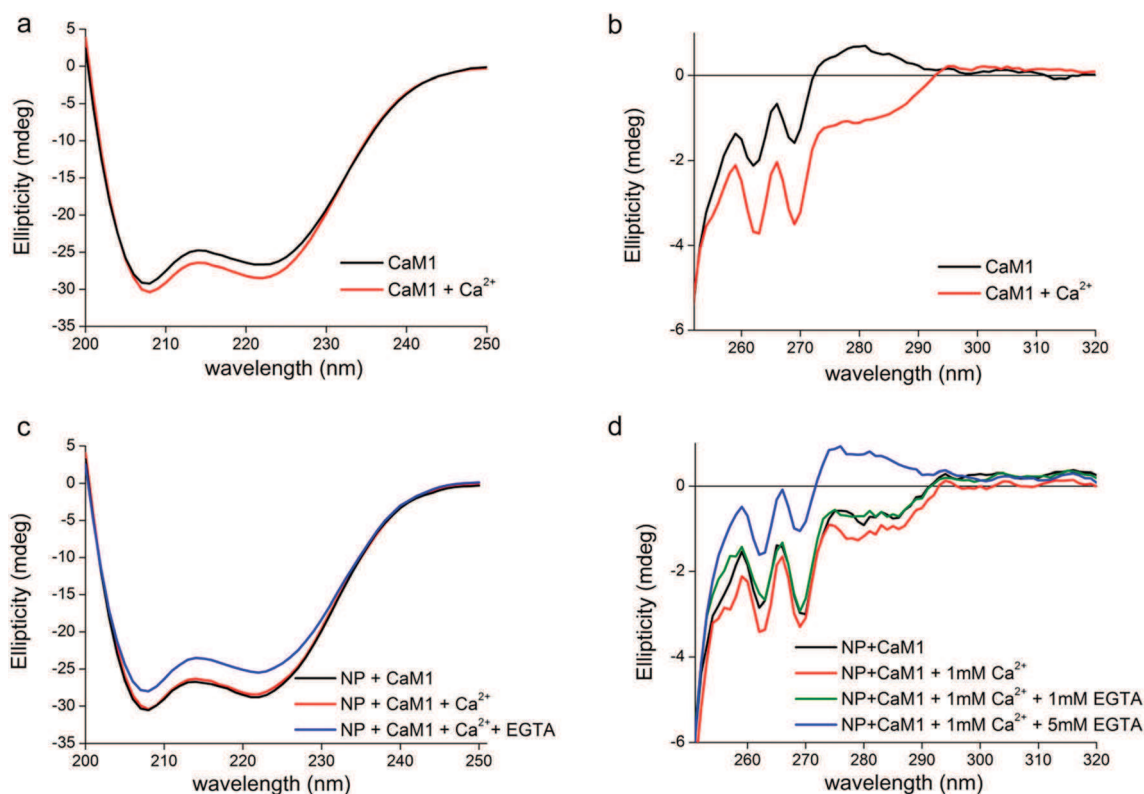 a
5
0
-5
-10
-15
-20
-25
-30
-35
Ellipticity (mdeg)
200 210 220 230 240 250
wavelength (nm)
CaM1
CaM1 + Ca²⁺
b
0
-2
-4
-6
Ellipticity (mdeg)
260 270 280 290 300 310 320
wavelength (nm)
CaM1
CaM1 + Ca²⁺
c
5
0
-5
-10
-15
-20
-25
-30
-35
Ellipticity (mdeg)
200 210 220 230 240 250
wavelength (nm)
NP + CaM1
NP + CaM1 + Ca²⁺
NP + CaM1 + Ca²⁺+ EGTA
d
0
-2
-4
-6
Ellipticity (mdeg)
260 270 280 290 300 310 320
wavelength (nm)
NP+CaM1
NP+CaM1 + 1mM Ca²⁺
NP+CaM1 + 1mM Ca²⁺ + 1mM EGTA
NP+CaM1 + 1mM Ca²⁺ + 5mM EGTA